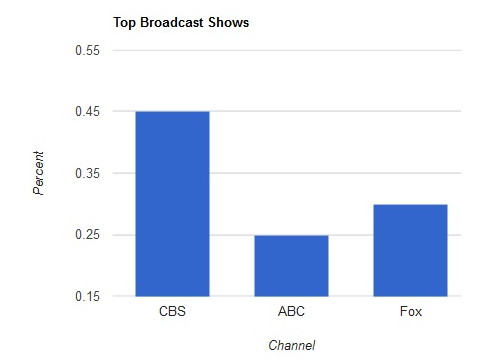 Top Broadcast Shows
0.55
0.45
0.35
0.25
0.15
Percent
CBS ABC Fox
Channel